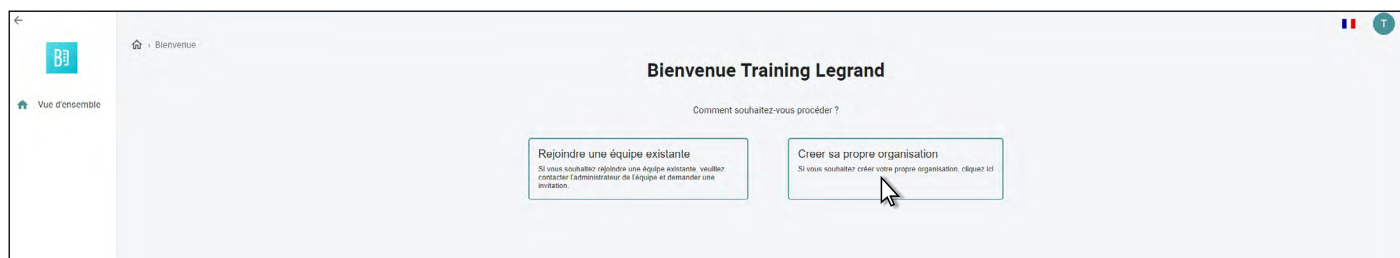 Bienvenue
Vue d'ensemble
Bienvenue Training Legrand
Comment souhaitez-vous procéder ?
Rejoindre une équipe existante
Si vous souhaitez rejoindre une équipe existante, veuillez
contacter l'administrateur de l'équipe et demander une
invitation.
Creer sa propre organisation
Si vous souhaitez créer votre propre organisation, cliquez ici
T